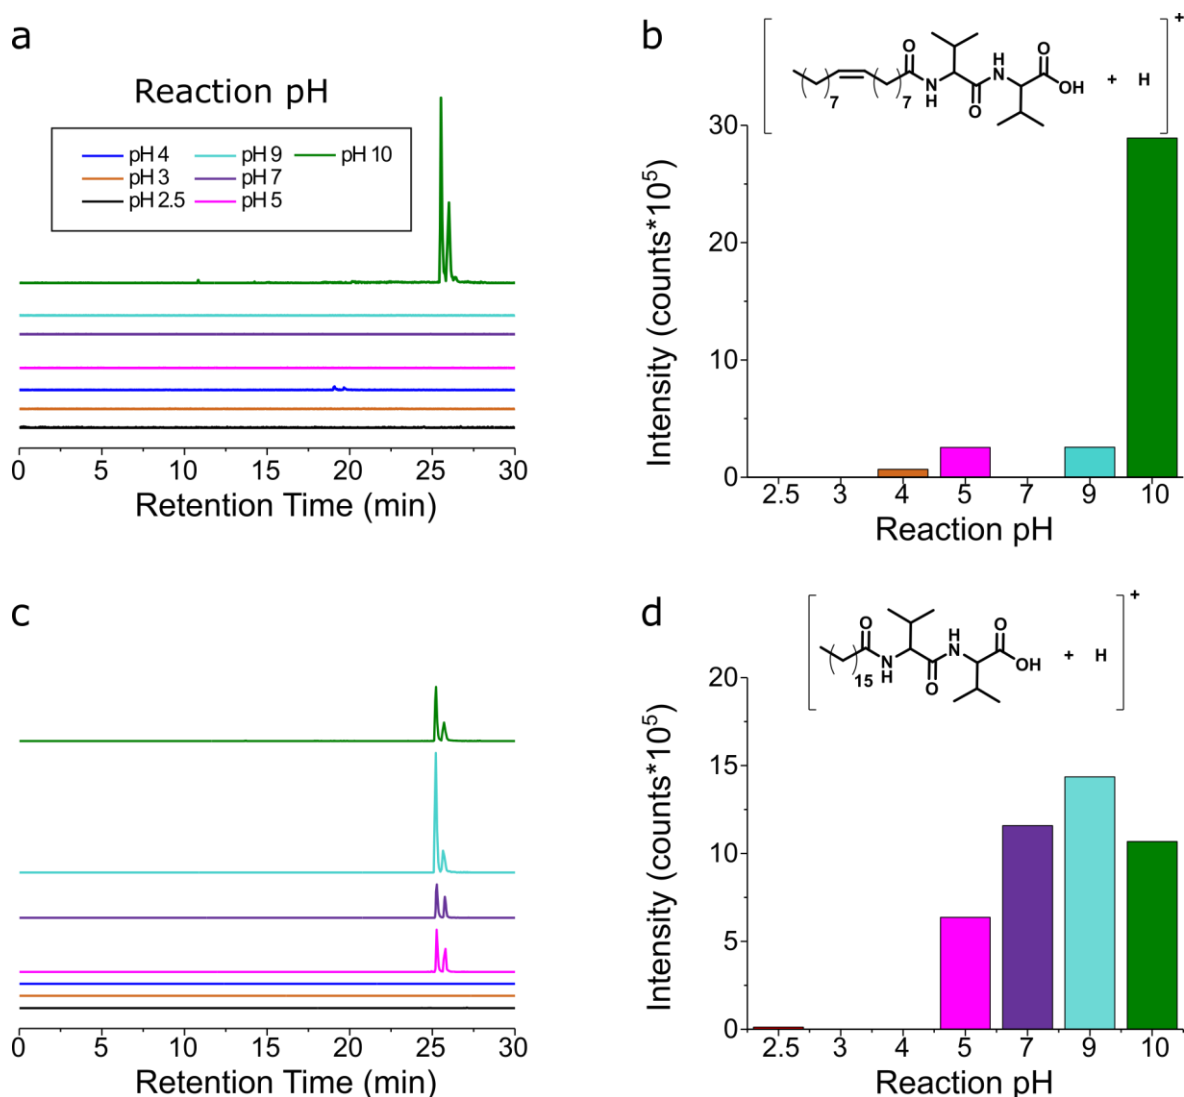 a
Reaction pH
pH 4 pH 9 pH 10
pH 3 pH 7
pH 2.5 pH 5
0 5 10 15 20 25 30
Retention Time (min)
b
+
O
H
N
O
N
H
O
OH
7
7
+ H
30
20
10
0
Intensity (counts*10⁵)
2.5 3 4 5 7 9 10
Reaction pH
c
0 5 10 15 20 25 30
Retention Time (min)
d
+
O
H
N
O
N
H
O
OH
15
+ H
20
15
10
5
0
Intensity (counts*10⁵)
2.5 3 4 5 7 9 10
Reaction pH